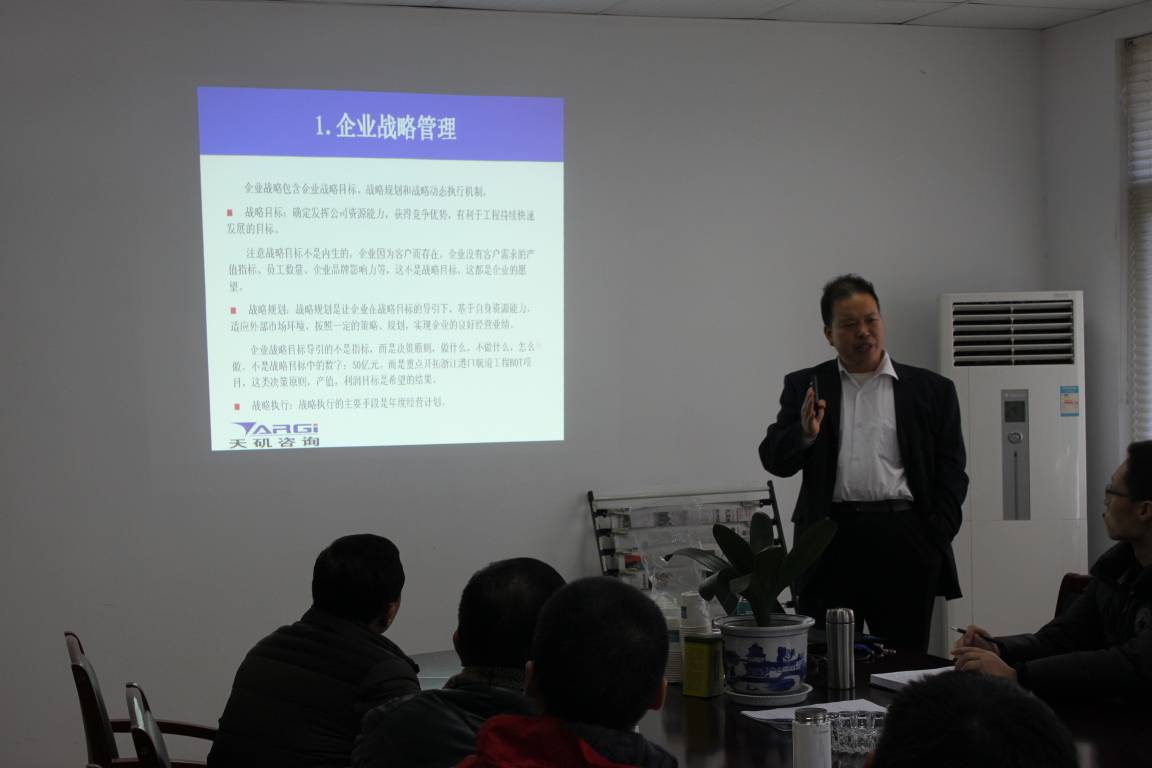 1.企业战略管理
企业战略包含企业战略目标、战略规划和战略动态执行机制。
■ 战略目标：确定发挥公司资源能力，获得竞争优势，有利于工程持续快速
发展的目标。
注意战略目标不是内生的，企业因为客户而存在，企业没有客户需求的产
值指标、员工数量、企业品牌影响力等，这不是战略目标，这都是企业的愿
望。
■ 战略规划：战略规划是让企业在战略目标的导引下，基于自身资源能力，
适应外部市场环境，按照一定的策略、规划，实现企业的良好经营业绩。
企业战略目标导引的不是指标，而是决策原则，做什么，不做什么，怎么
做。不是战略目标中的数字：50亿元，而是重点开拓浙江港口航道工程BOT项
目，这类决策原则，产值，利润目标是希望的结果。
■ 战略执行：战略执行的主要手段是年度经营计划。
TARGi
天矶咨询